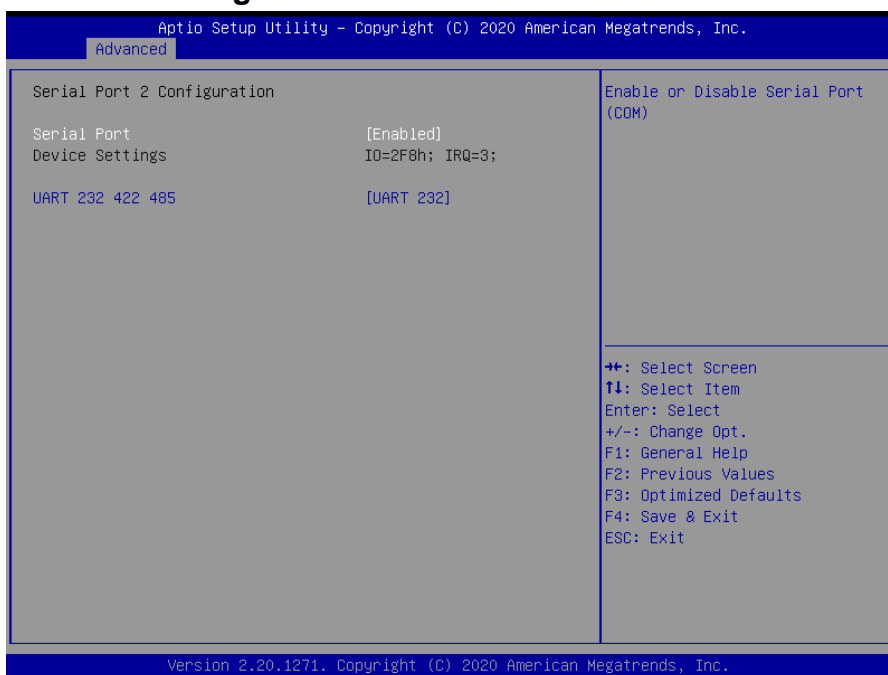 Aptio Setup Utility – Copyright (C) 2020 American Megatrends, Inc.
Advanced
Serial Port 2 Configuration
Serial Port [Enabled]
Device Settings IO=2F8h; IRQ=3;
UART 232 422 485 [UART 232]
Enable or Disable Serial Port
(COM)
→←: Select Screen
↑↓: Select Item
Enter: Select
+/-: Change Opt.
F1: General Help
F2: Previous Values
F3: Optimized Defaults
F4: Save & Exit
ESC: Exit
Version 2.20.1271. Copyright (C) 2020 American Megatrends, Inc.